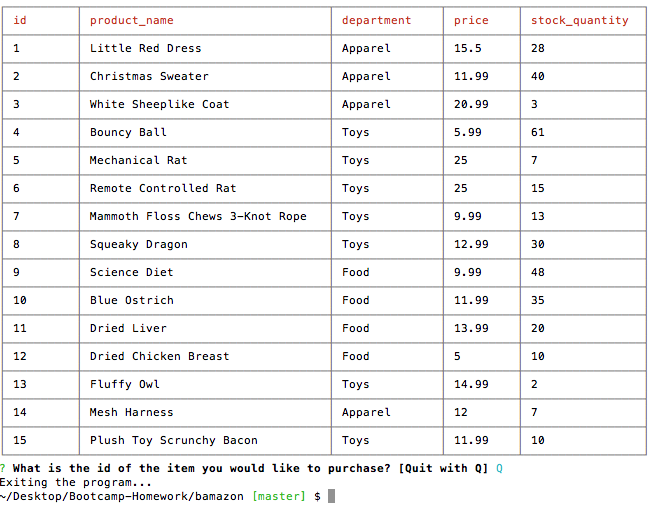 id product_name department price stock_quantity
1 Little Red Dress Apparel 15.5 28
2 Christmas Sweater Apparel 11.99 40
3 White Sheeplike Coat Apparel 20.99 3
4 Bouncy Ball Toys 5.99 61
5 Mechanical Rat Toys 25 7
6 Remote Controlled Rat Toys 25 15
7 Mammoth Floss Chews 3-Knot Rope Toys 9.99 13
8 Squeaky Dragon Toys 12.99 30
9 Science Diet Food 9.99 48
10 Blue Ostrich Food 11.99 35
11 Dried Liver Food 13.99 20
12 Dried Chicken Breast Food 5 10
13 Fluffy Owl Toys 14.99 2
14 Mesh Harness Apparel 12 7
15 Plush Toy Scrunchy Bacon Toys 11.99 10
? What is the id of the item you would like to purchase? [Quit with Q] Q
Exiting the program...
~/Desktop/Bootcamp-Homework/bamazon [master] $